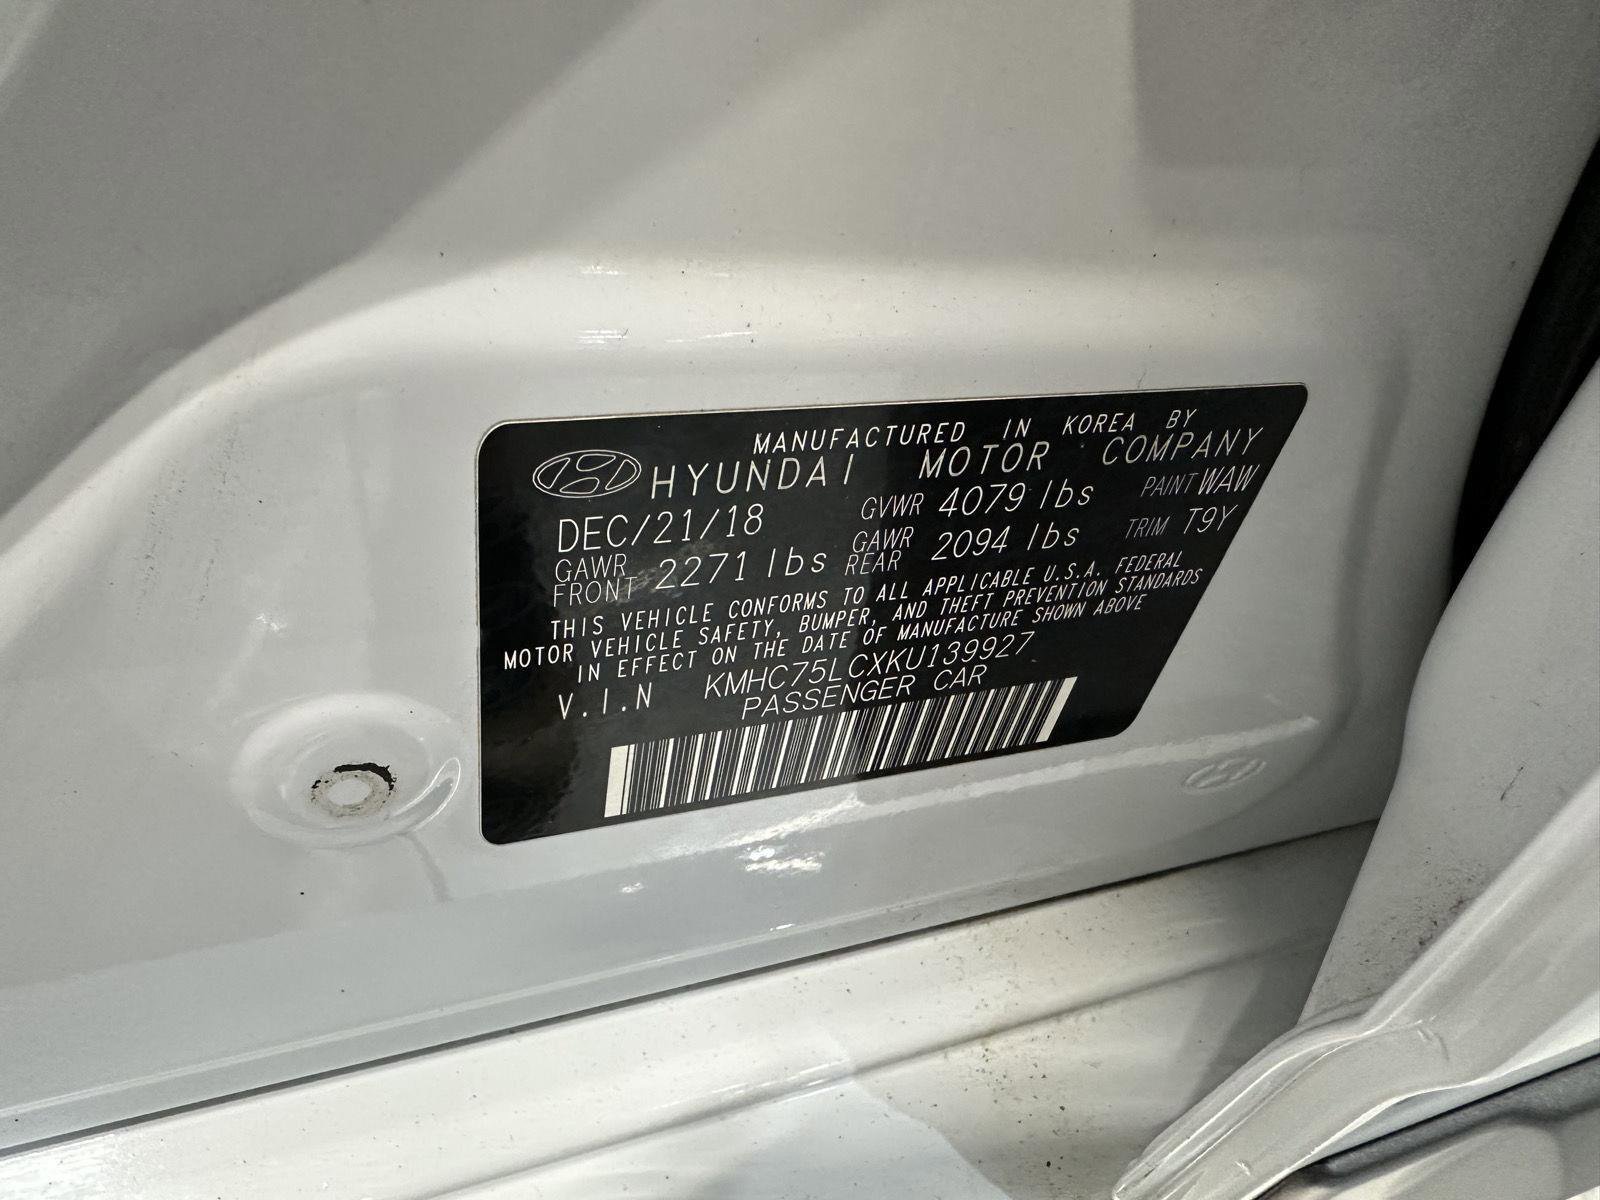 MANUFACTURED IN KOREA BY
HYUNDAI MOTOR COMPANY
DEC/21/18 GVWR 4079 lbs PAINT WAW
GAWR FRONT 2271 lbs GAWR REAR 2094 lbs TRIM T9Y
THIS VEHICLE CONFORMS TO ALL APPLICABLE U.S.A. FEDERAL
MOTOR VEHICLE SAFETY, BUMPER, AND THEFT PREVENTION STANDARDS
IN EFFECT ON THE DATE OF MANUFACTURE SHOWN ABOVE
V.I.N KMHC75LCXKU139927
PASSENGER CAR